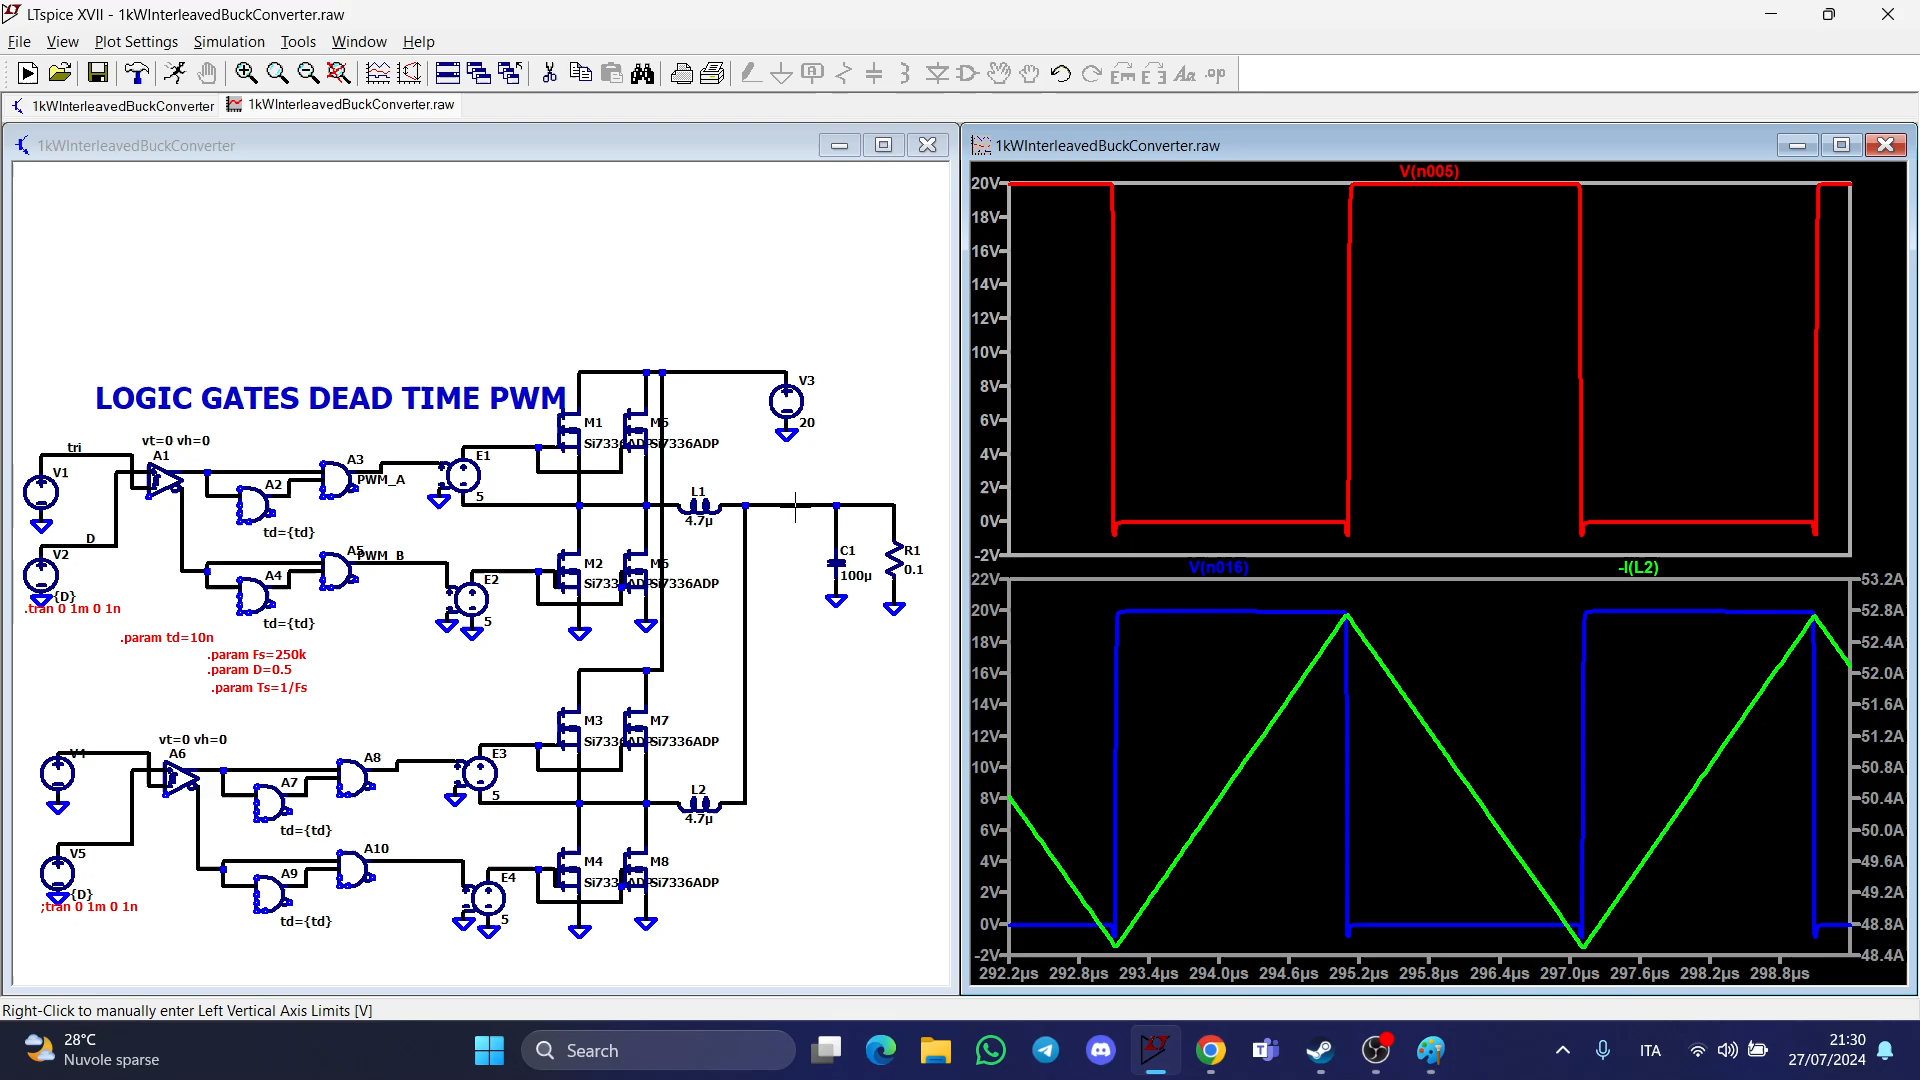 LTspice XVII - 1kWInterleavedBuckConverter.raw
File View Plot Settings Simulation Tools Window Help
1kWInterleavedBuckConverter 1kWInterleavedBuckConverter.raw
1kWInterleavedBuckConverter
LOGIC GATES DEAD TIME PWM
V3
20
M1
M5
Si7336ADP
Si7336ADP
tri
vt=0 vh=0
V1
A1
A2
A3
PWM_A
E1
5
td={td}
L1
4.7µ
D
V2
{D}
.tran 0 1m 0 1n
A4
A5
PWM_B
td={td}
E2
5
M2
M6
Si7336ADP
Si7336ADP
C1
100µ
R1
0.1
.param td=10n
.param Fs=250k
.param D=0.5
.param Ts=1/Fs
M3
M7
Si7336ADP
Si7336ADP
vt=0 vh=0
V4
A6
A7
A8
E3
5
td={td}
L2
4.7µ
V5
{D}
;tran 0 1m 0 1n
A9
A10
td={td}
E4
5
M4
M8
Si7336ADP
Si7336ADP
1kWInterleavedBuckConverter.raw
V(n005)
20V
18V
16V
14V
12V
10V
8V
6V
4V
2V
0V
-2V
V(n016) -I(L2)
22V 53.2A
20V 52.8A
18V 52.4A
16V 52.0A
14V 51.6A
12V 51.2A
10V 50.8A
8V 50.4A
6V 50.0A
4V 49.6A
2V 49.2A
0V 48.8A
-2V 48.4A
292.2µs 292.8µs 293.4µs 294.0µs 294.6µs 295.2µs 295.8µs 296.4µs 297.0µs 297.6µs 298.2µs 298.8µs
Right-Click to manually enter Left Vertical Axis Limits [V]
28°C
Nuvole sparse
Search
ITA
21:30
27/07/2024